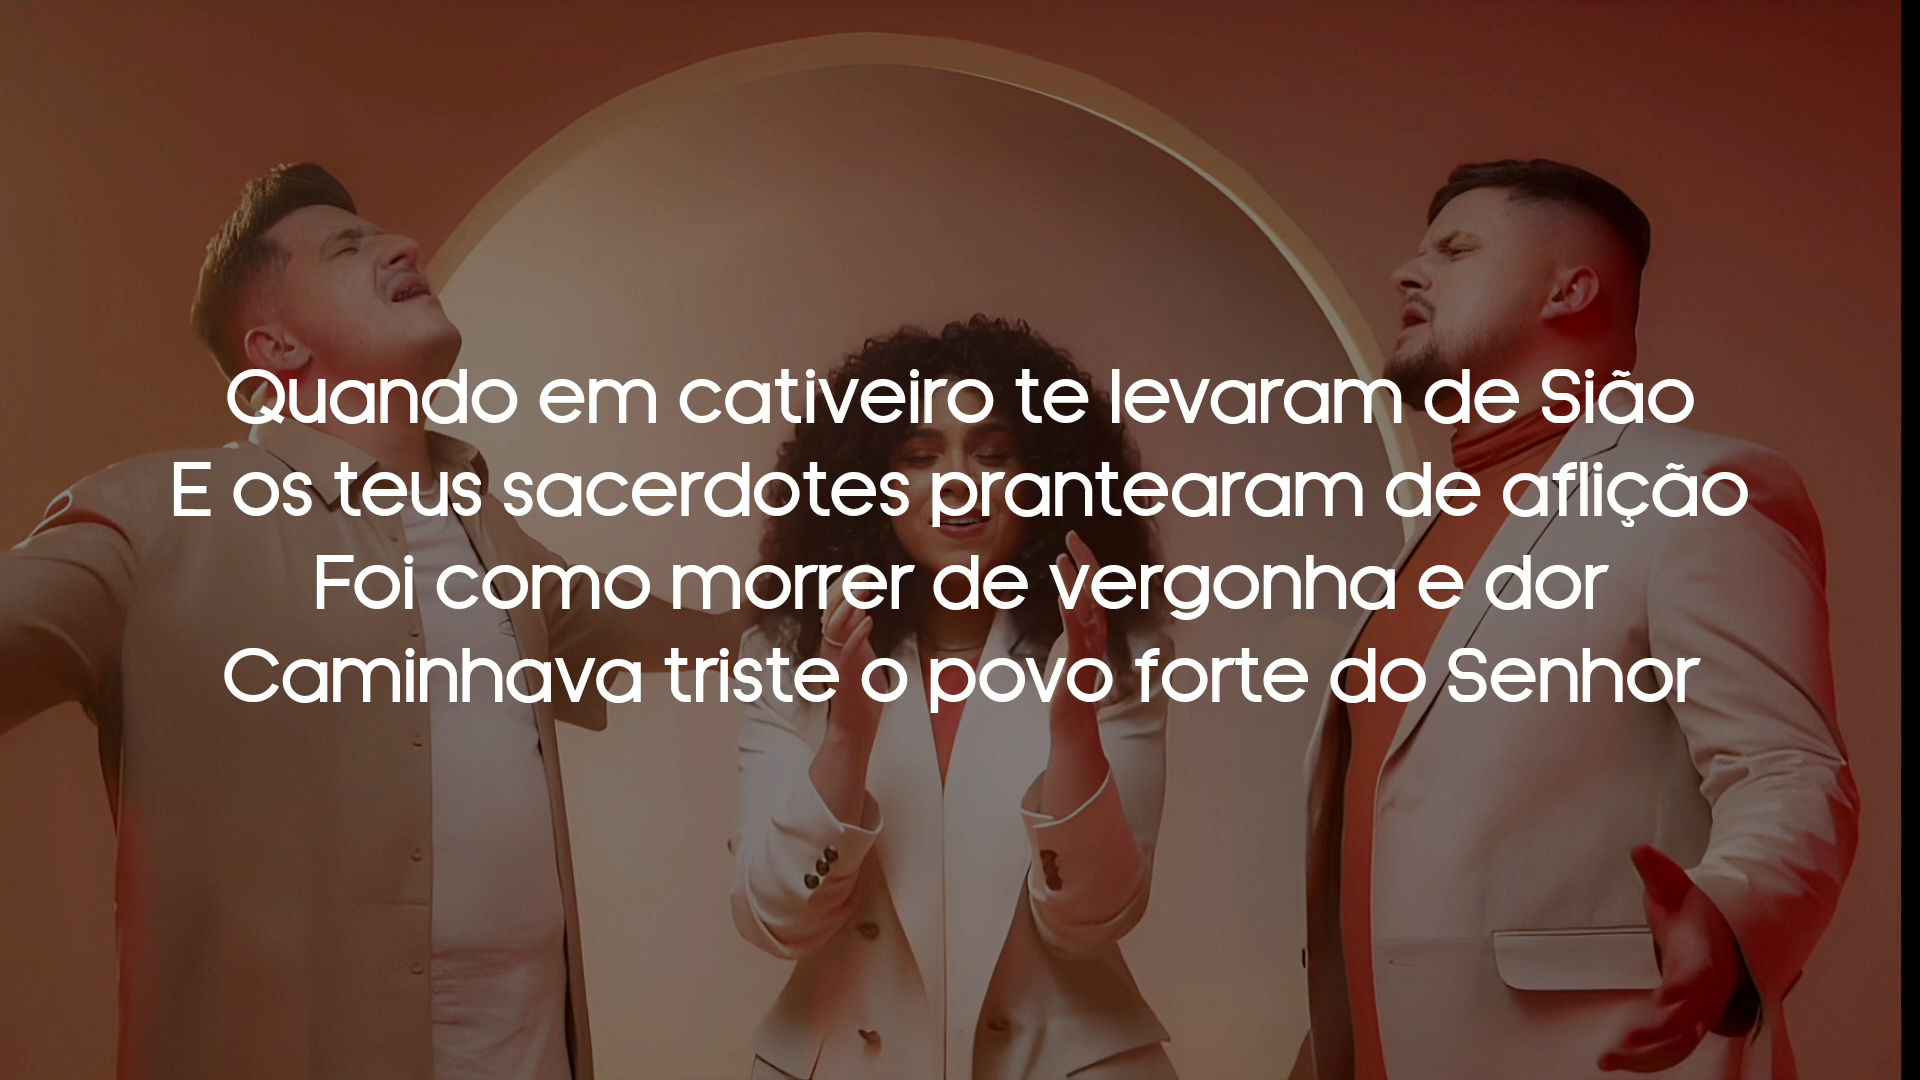 Quando em cativeiro te levaram de Sião
E os teus sacerdotes prantearam de aflição
Foi como morrer de vergonha e dor
Caminhava triste o povo forte do Senhor